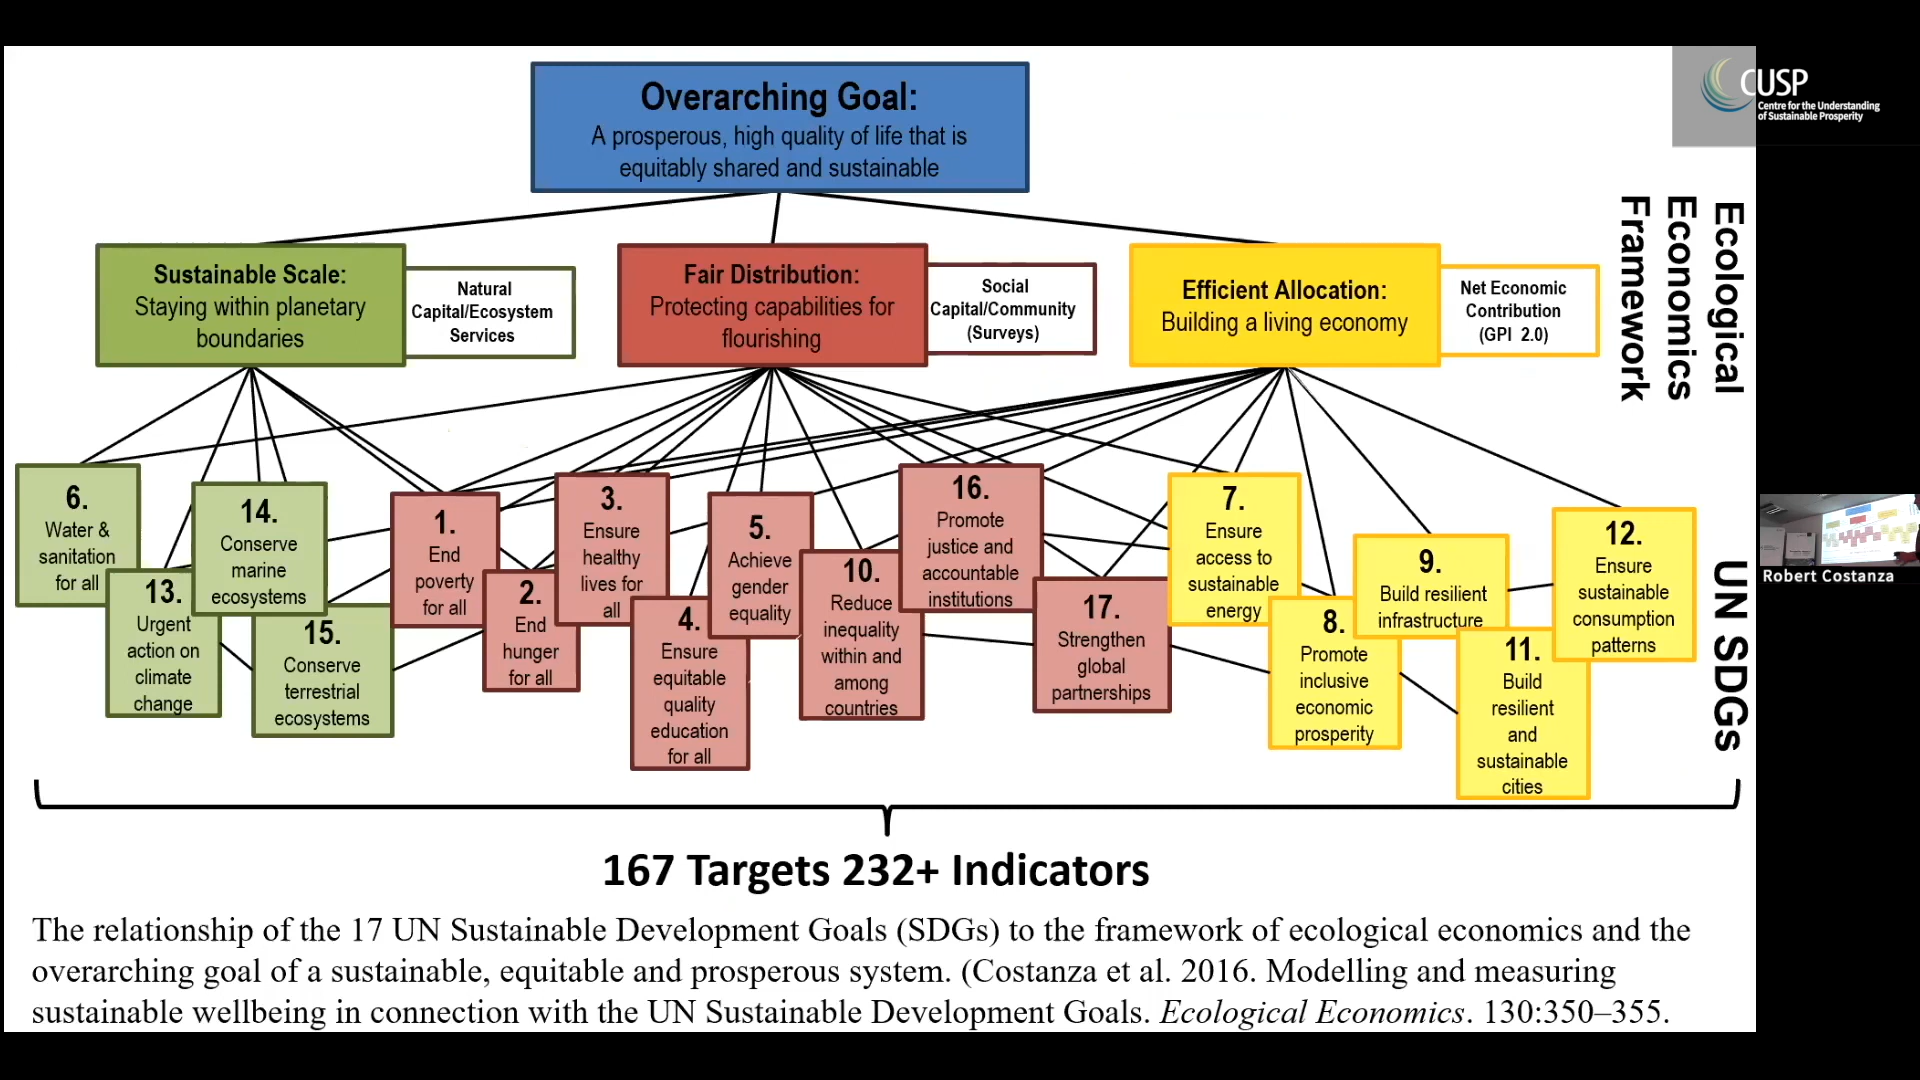 Overarching Goal:
A prosperous, high quality of life that is
equitably shared and sustainable
CUSP
Centre for the Understanding
of Sustainable Prosperity
Ecological
Economics
Framework
Sustainable Scale:
Staying within planetary
boundaries
Natural
Capital/Ecosystem
Services
Fair Distribution:
Protecting capabilities for
flourishing
Social
Capital/Community
(Surveys)
Efficient Allocation:
Building a living economy
Net Economic
Contribution
(GPI 2.0)
6.
Water &
sanitation
for all
13.
Urgent
action on
climate
change
14.
Conserve
marine
ecosystems
15.
Conserve
terrestrial
ecosystems
1.
End
poverty
for all
2.
End
hunger
for all
3.
Ensure
healthy
lives for
all
4.
Ensure
equitable
quality
education
for all
5.
Achieve
gender
equality
10.
Reduce
inequality
within and
among
countries
16.
Promote
justice and
accountable
institutions
17.
Strengthen
global
partnerships
7.
Ensure
access to
sustainable
energy
8.
Promote
inclusive
economic
prosperity
9.
Build resilient
infrastructure
11.
Build
resilient
and
sustainable
cities
12.
Ensure
sustainable
consumption
patterns
UN SDGs
Robert Costanza
167 Targets 232+ Indicators
The relationship of the 17 UN Sustainable Development Goals (SDGs) to the framework of ecological economics and the
overarching goal of a sustainable, equitable and prosperous system. (Costanza et al. 2016. Modelling and measuring
sustainable wellbeing in connection with the UN Sustainable Development Goals. Ecological Economics. 130:350–355.